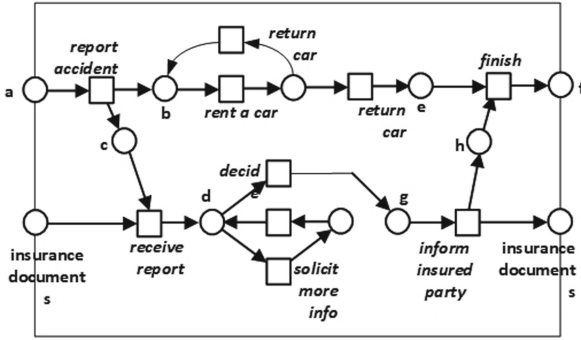 report
accident
return
car
finish
a
b
rent a car
return
car
e
f
c
h
decid
e
d
g
insurance
document
s
receive
report
solicit
more
info
inform
insured
party
insurance
document
s